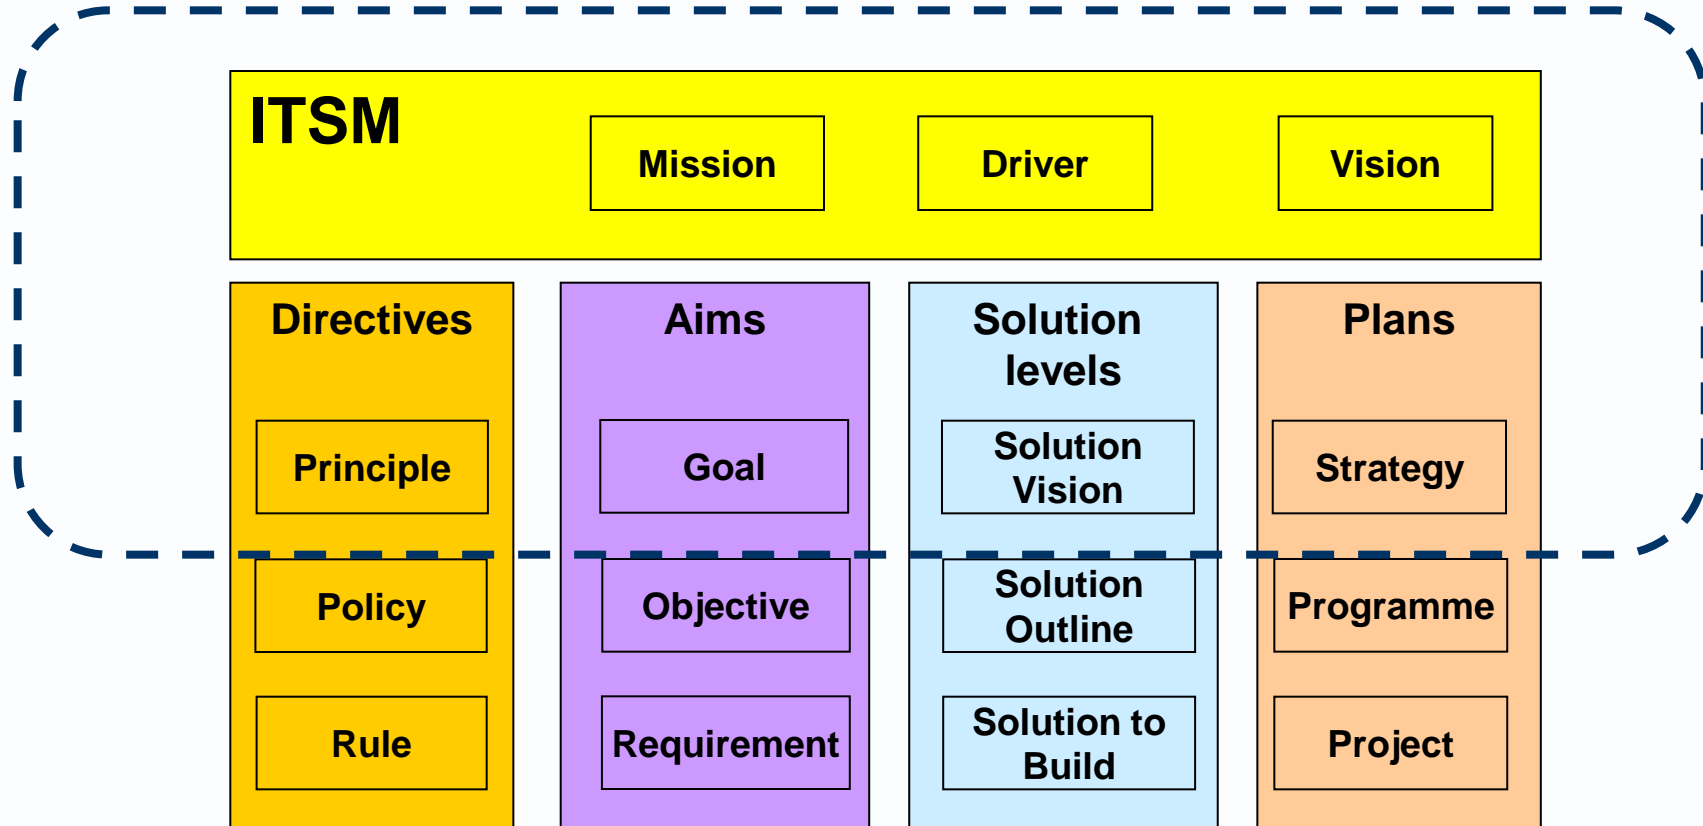 ITSM
Mission
Driver
Vision
Directives
Aims
Solution
levels
Plans
Principle
Goal
Solution
Vision
Strategy
Policy
Objective
Solution
Outline
Programme
Rule
Requirement
Solution to
Build
Project